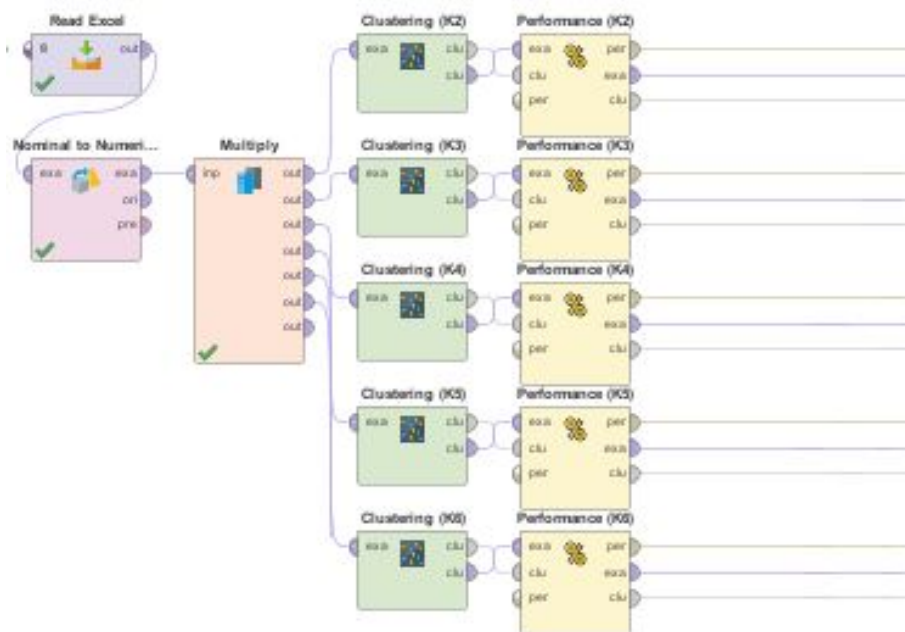 Read Excel
fi out
Nominal to Numeri...
exa exa
ori
pre
Multiply
inp out
out
out
out
out
out
out
Clustering (K2)
exa clu
clu
Performance (K2)
exa per
clu exa
per clu
Clustering (K3)
exa clu
clu
Performance (K3)
exa per
clu exa
per clu
Clustering (K4)
exa clu
clu
Performance (K4)
exa per
clu exa
per clu
Clustering (K5)
exa clu
clu
Performance (K5)
exa per
clu exa
per clu
Clustering (K6)
exa clu
clu
Performance (K6)
exa per
clu exa
per clu